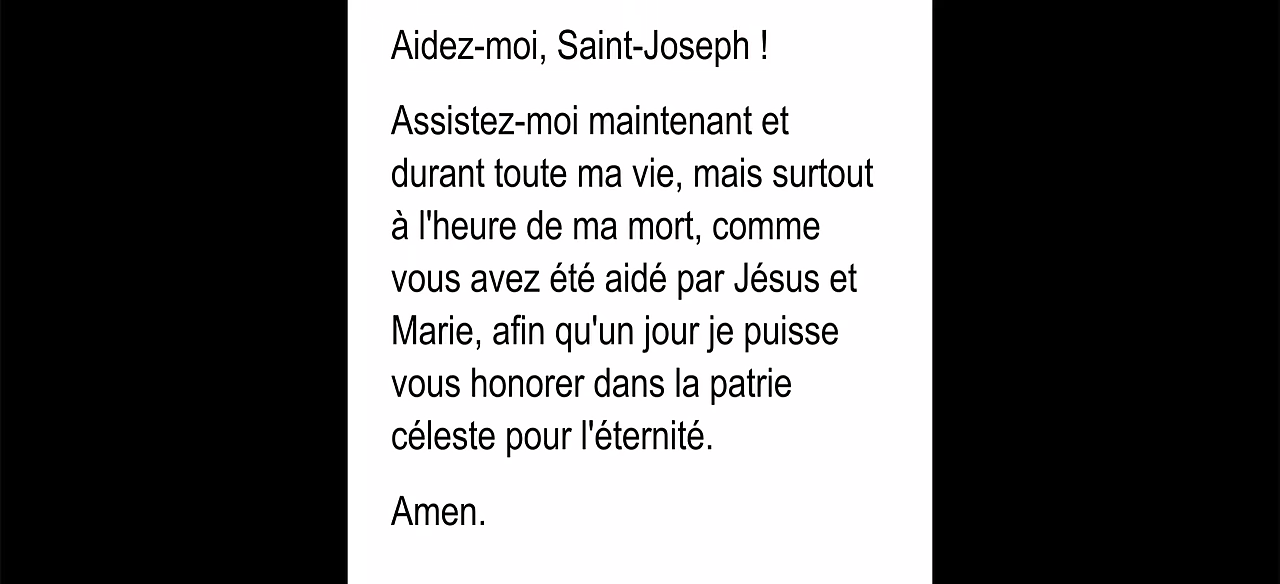 Aidez-moi, Saint-Joseph !
Assistez-moi maintenant et
durant toute ma vie, mais surtout
à l'heure de ma mort, comme
vous avez été aidé par Jésus et
Marie, afin qu'un jour je puisse
vous honorer dans la patrie
céleste pour l'éternité.
Amen.